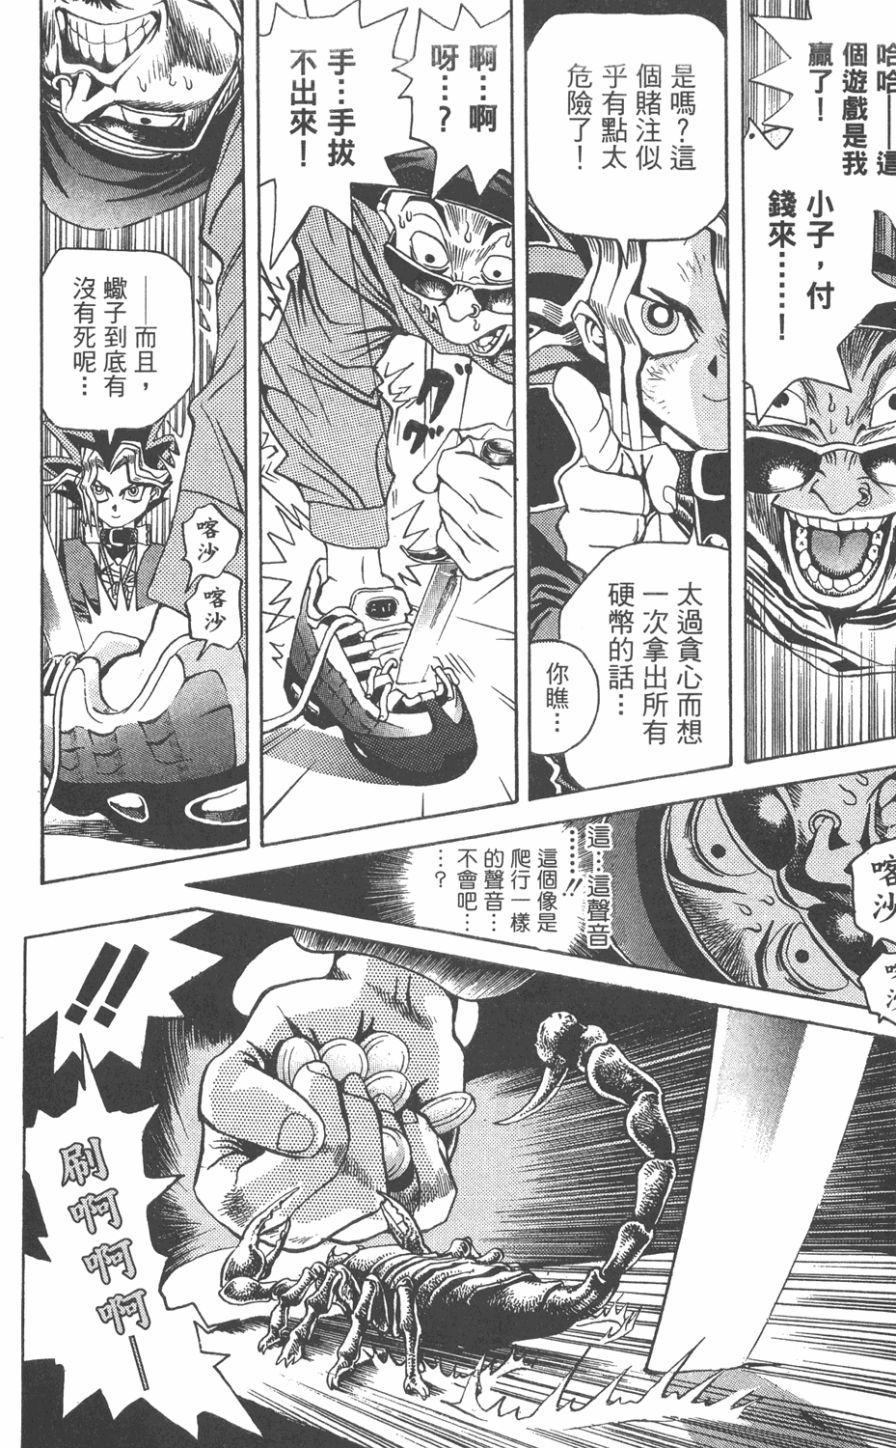 哈哈——這
個遊戲是我
贏了！
小子，付
錢來……！
是嗎？這
個賭注似
乎有點太
危險了！
太過貪心而想
一次拿出所有
硬幣的話…
你瞧…
啊…啊
呀…？
手…手拔
不出來！
ググ
——而且，
蠍子到底有
沒有死呢…
喀沙
喀沙
喀沙
喀沙
這…這聲音
……!!
這個像是
爬行一樣
的聲音…
不會吧…
…？
!!
刷啊啊啊—